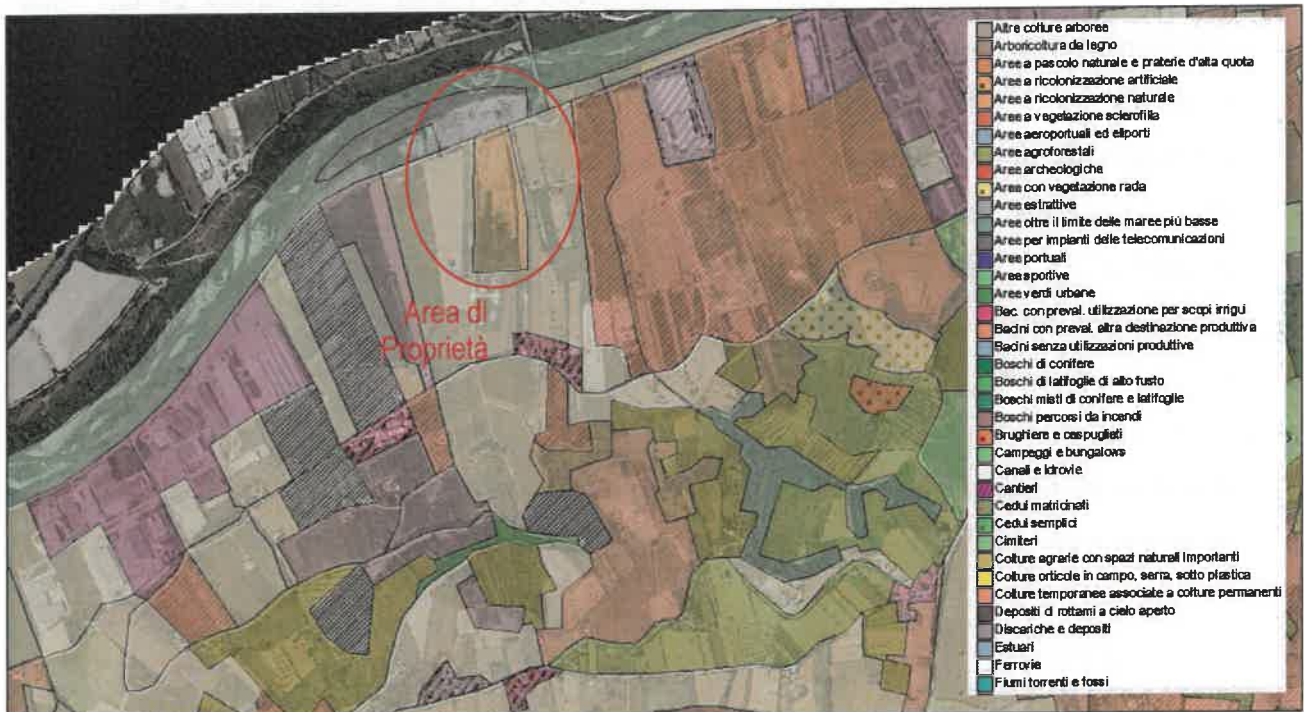 Area di
Proprietà
Altre colture arboree
Arboricoltura da legno
Aree a pascolo naturale e praterie d'alta quota
Aree a ricolonizzazione artificiale
Aree a ricolonizzazione naturale
Aree a vegetazione sclerofilla
Aree aeroportuali ed eliporti
Aree agroforestali
Aree archeologiche
Aree con vegetazione rada
Aree estrattive
Aree oltre il limite delle maree più basse
Aree per impianti delle telecomunicazioni
Aree portuali
Aree sportive
Aree verdi urbane
Bac. con preval. utilizzazione per scopi irrigui
Bacini con preval. altra destinazione produttiva
Bacini senza utilizzazioni produttive
Boschi di conifere
Boschi di latifoglie di alto fusto
Boschi misti di conifere e latifoglie
Boschi percorsi da incendi
Brughiere e cespuglieti
Campeggi e bungalows
Canali e idrovie
Cantieri
Cedui matricinati
Cedui semplici
Cimiteri
Colture agrarie con spazi naturali importanti
Colture orticole in campo, serra, sotto plastica
Colture temporanee associate a colture permanenti
Depositi di rottami a cielo aperto
Discariche e depositi
Estuari
Ferrovie
Fiumi torrenti e fossi